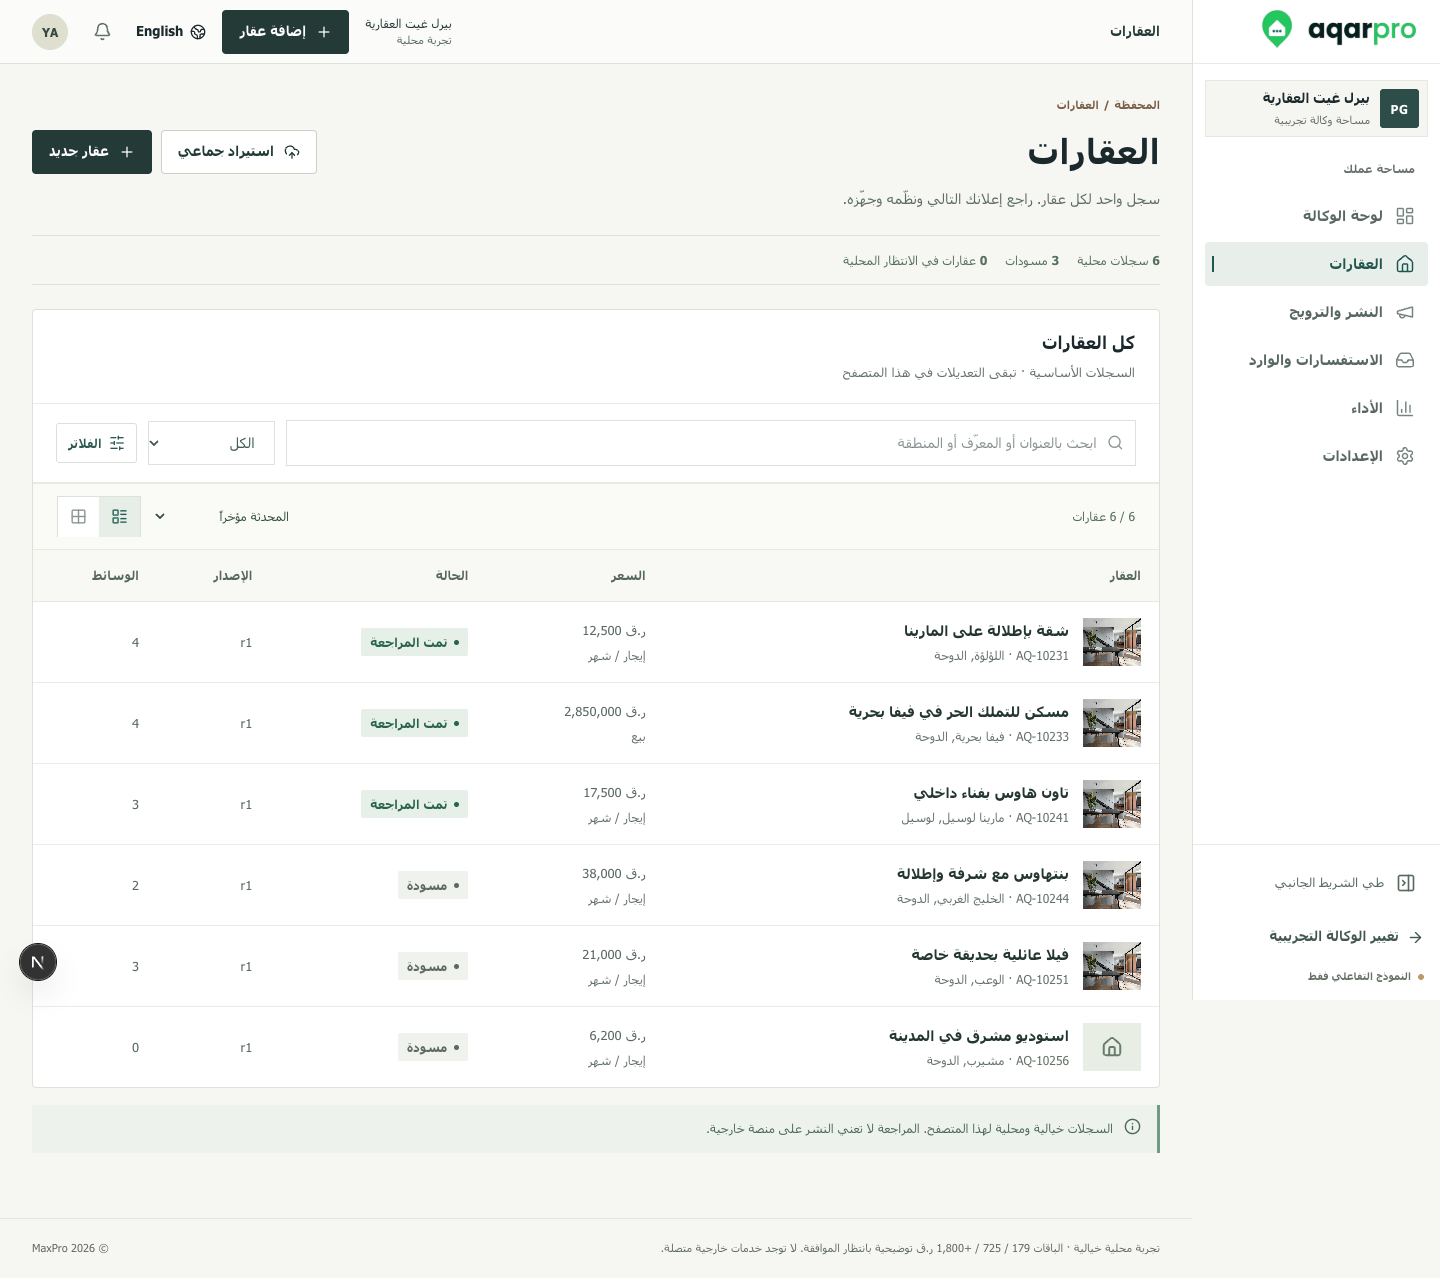 aqarpro
PG
بيرل غيت العقارية
مساحة وكالة تجريبية
مساحة عملك
لوحة الوكالة
العقارات
النشر والترويج
الاستفسارات والوارد
الأداء
الإعدادات
طي الشريط الجانبي
تغيير الوكالة التجريبية
النموذج التفاعلي فقط
العقارات
بيرل غيت العقارية
تجربة محلية
إضافة عقار
English
YA
المحفظة / العقارات
العقارات
سجل واحد لكل عقار. راجع إعلانك التالي ونظّمه وجهّزه.
استيراد جماعي
عقار جديد
6 سجلات محلية 3 مسودات 0 عقارات في الانتظار المحلية
كل العقارات
السجلات الأساسية · تبقى التعديلات في هذا المتصفح
ابحث بالعنوان أو المعرّف أو المنطقة
الكل
الفلاتر
6 / 6 عقارات
المحدثة مؤخراً
العقار السعر الحالة الإصدار الوسائط
شقة بإطلالة على المارينا ر.ق 12,500 تمت المراجعة r1 4
AQ-10231 · اللؤلؤة, الدوحة إيجار / شهر
مسكن للتملك الحر في فيفا بحرية ر.ق 2,850,000 تمت المراجعة r1 4
AQ-10233 · فيفا بحرية, الدوحة بيع
تاون هاوس بفناء داخلي ر.ق 17,500 تمت المراجعة r1 3
AQ-10241 · مارينا لوسيل, لوسيل إيجار / شهر
بنتهاوس مع شرفة وإطلالة ر.ق 38,000 مسودة r1 2
AQ-10244 · الخليج الغربي, الدوحة إيجار / شهر
فيلا عائلية بحديقة خاصة ر.ق 21,000 مسودة r1 3
AQ-10251 · الوعب, الدوحة إيجار / شهر
استوديو مشرق في المدينة ر.ق 6,200 مسودة r1 0
AQ-10256 · مشيرب, الدوحة إيجار / شهر
N
السجلات خيالية ومحلية لهذا المتصفح. المراجعة لا تعني النشر على منصة خارجية.
تجربة محلية خيالية · الباقات 179 / 725 / +1,800 ر.ق توضيحية بانتظار الموافقة. لا توجد خدمات خارجية متصلة.
© MaxPro 2026